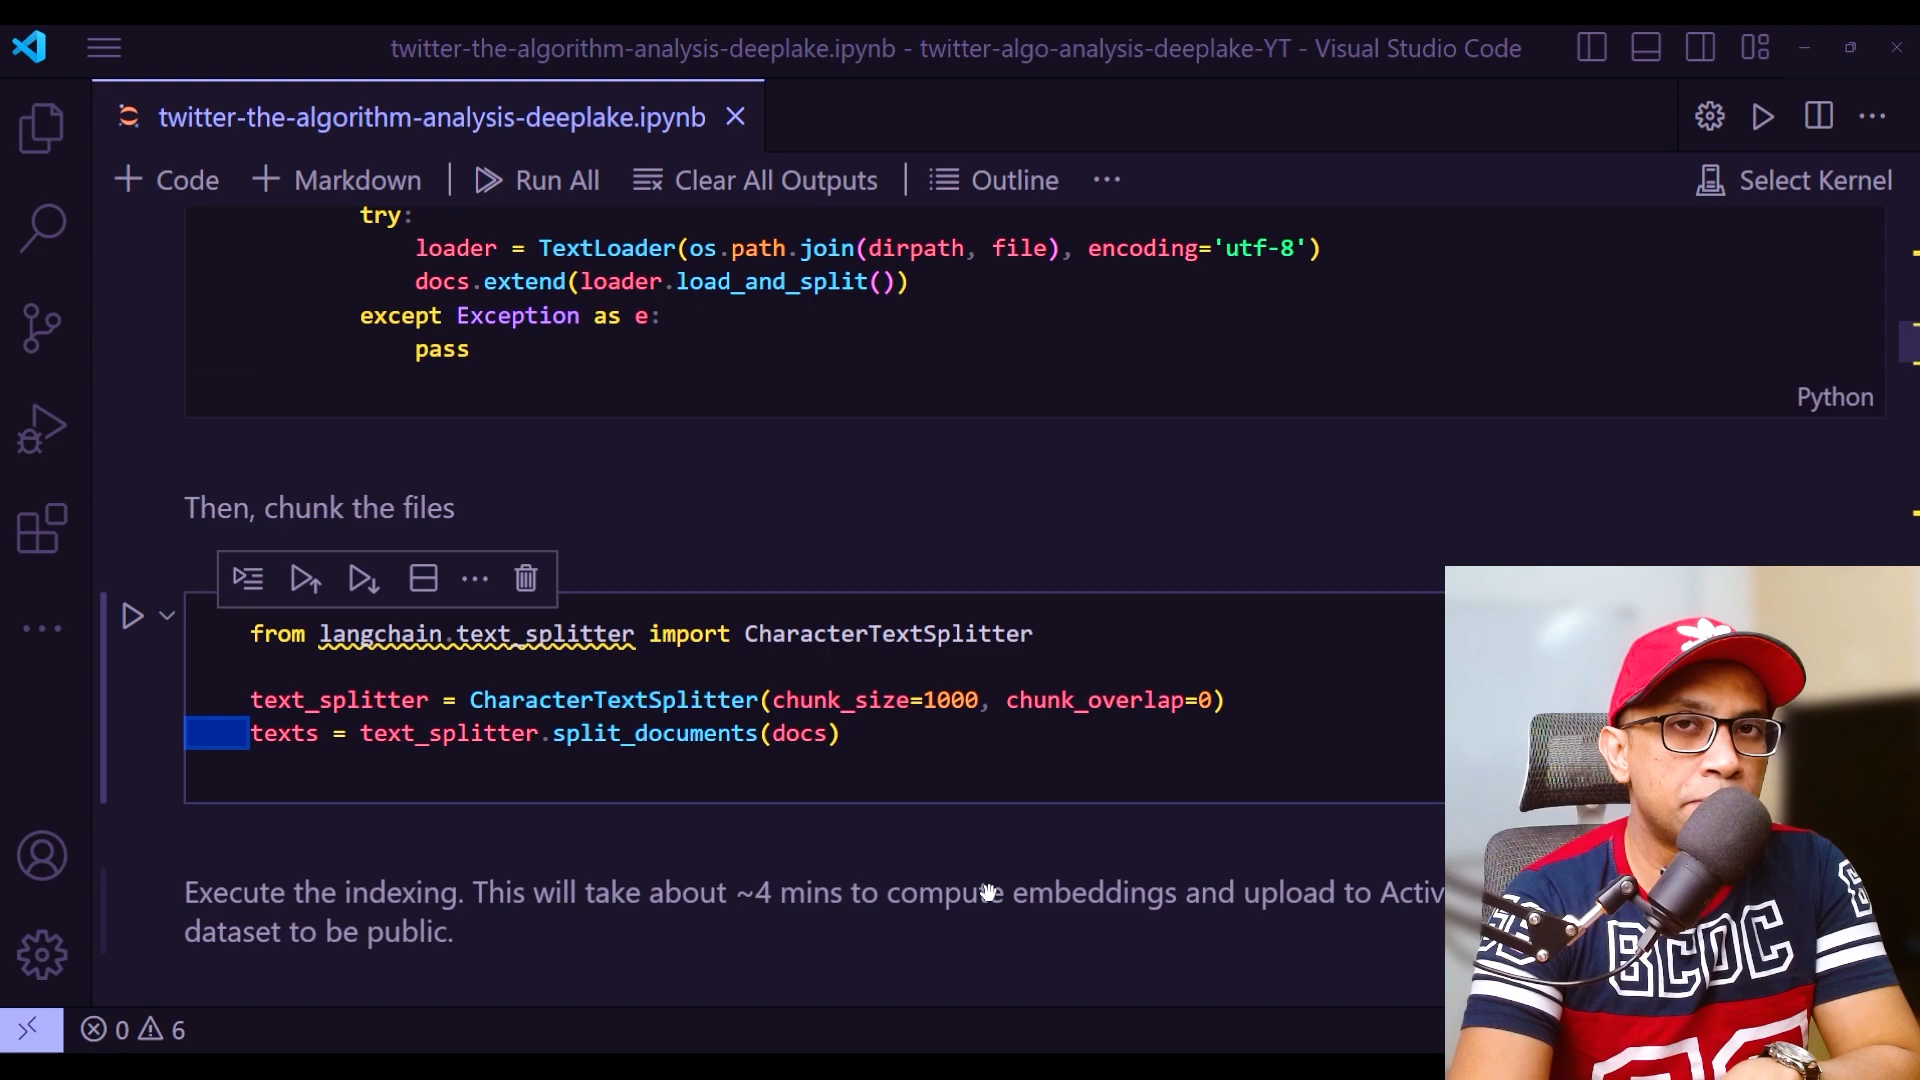 twitter-the-algorithm-analysis-deeplake.ipynb - twitter-algo-analysis-deeplake-YT - Visual Studio Code
twitter-the-algorithm-analysis-deeplake.ipynb
Code Markdown Run All Clear All Outputs Outline ... Select Kernel
try:
loader = TextLoader(os.path.join(dirpath, file), encoding='utf-8')
docs.extend(loader.load_and_split())
except Exception as e:
pass
Python
Then, chunk the files
from langchain.text_splitter import CharacterTextSplitter
text_splitter = CharacterTextSplitter(chunk_size=1000, chunk_overlap=0)
texts = text_splitter.split_documents(docs)
Execute the indexing. This will take about ~4 mins to compute embeddings and upload to Activ
dataset to be public.
0 6
BCDC